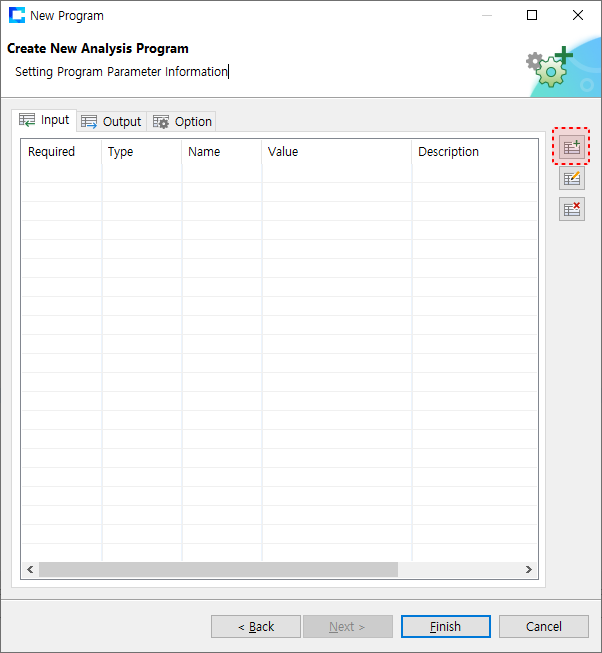 New Program
Create New Analysis Program
Setting Program Parameter Information
Input Output Option
Required Type Name Value Description
< Back Next > Finish Cancel